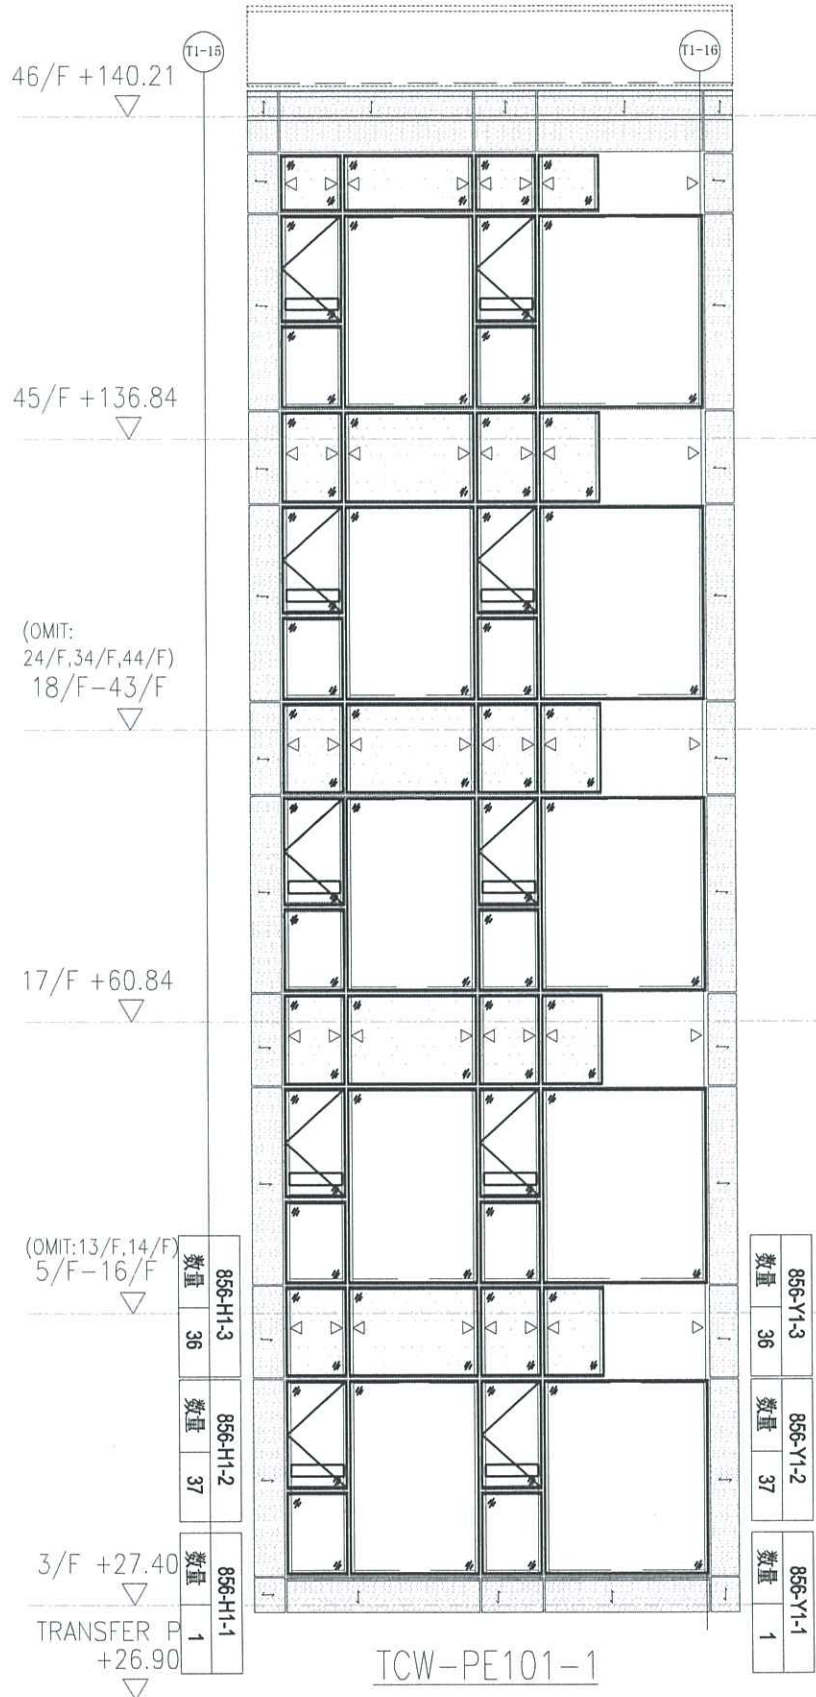 T1-15
T1-16
46/F +140.21
45/F +136.84
(OMIT:
24/F,34/F,44/F)
18/F-43/F
17/F +60.84
(OMIT:13/F,14/F)
5/F-16/F
856-H1-3
数量 36
856-H1-2
数量 37
856-H1-1
数量 1
856-Y1-3
数量 36
856-Y1-2
数量 37
856-Y1-1
数量 1
3/F +27.40
TRANSFER P
+26.90
TCW-PE101-1